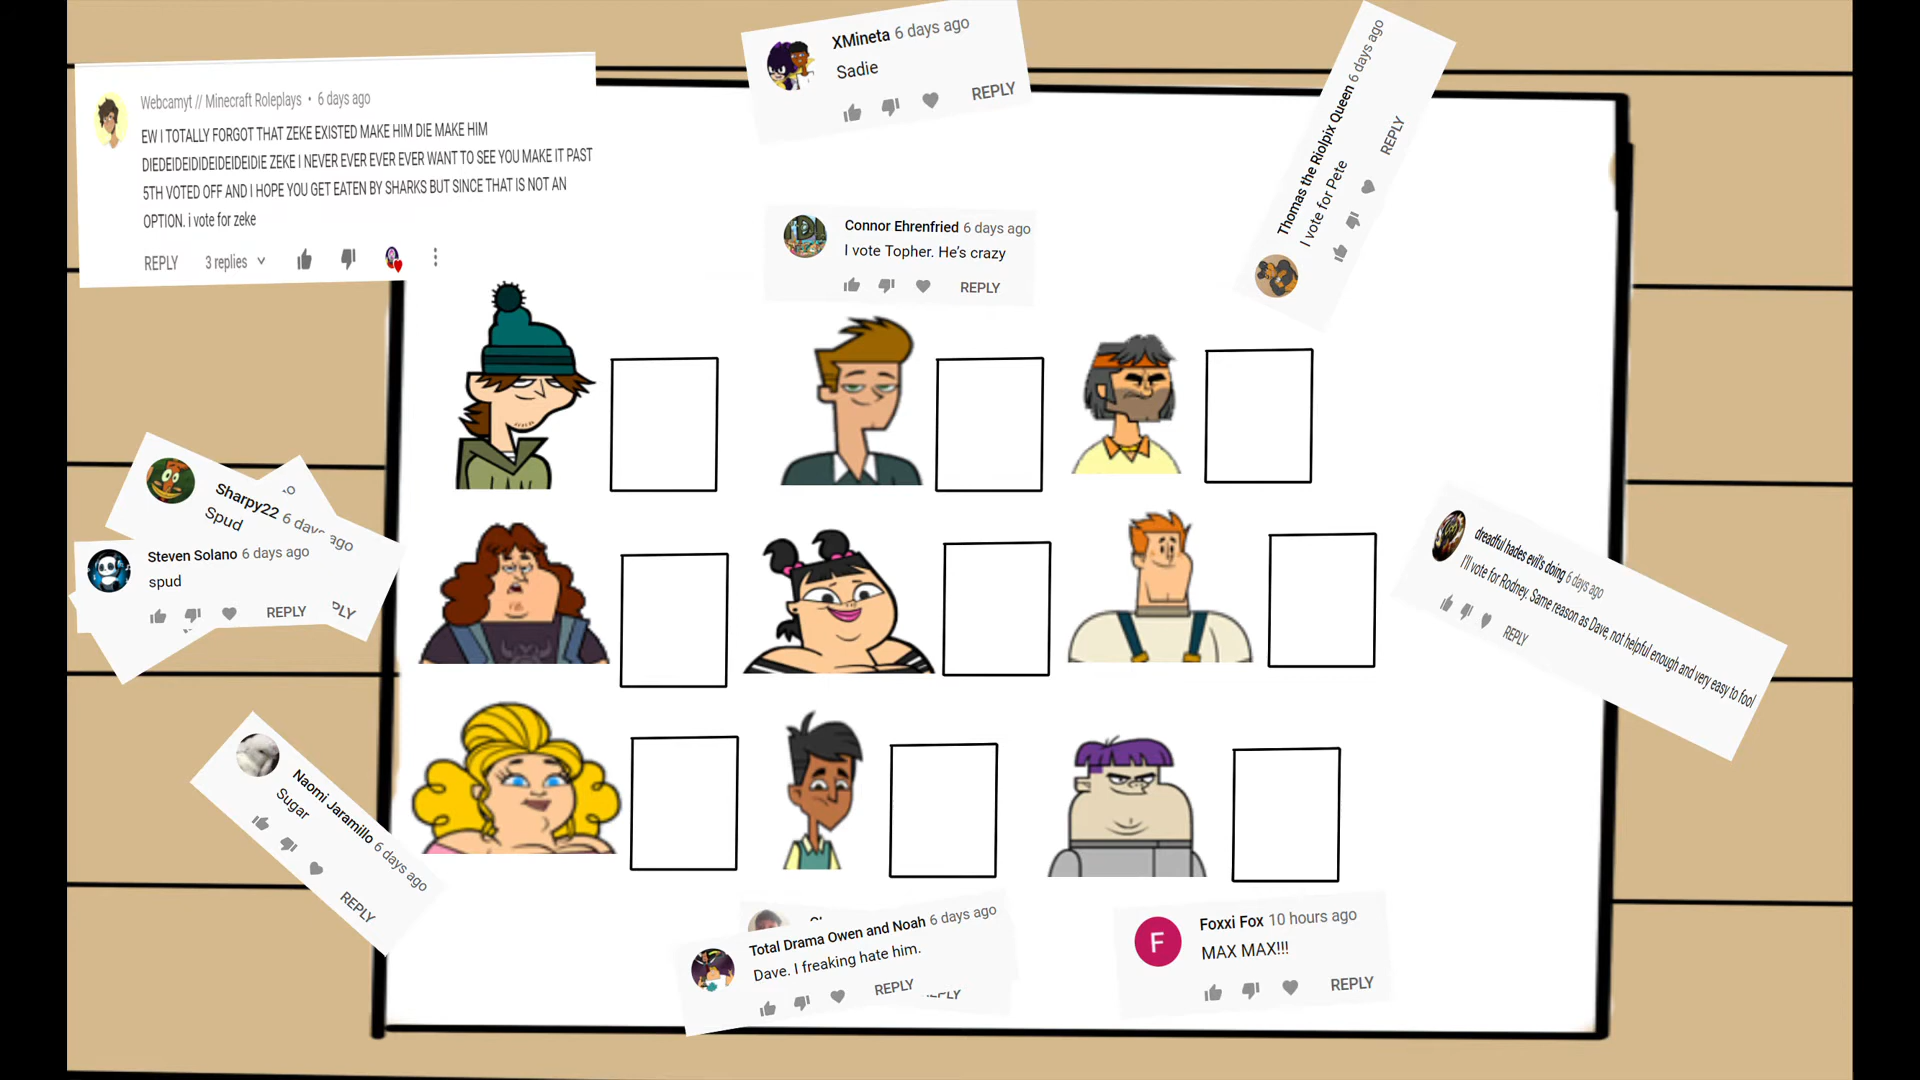 Webcamyt // Minecraft Roleplays • 6 days ago
EW I TOTALLY FORGOT THAT ZEKE EXISTED MAKE HIM DIE MAKE HIM
DIEDEIDEIDIDEIDEIDEIDIE ZEKE I NEVER EVER EVER EVER WANT TO SEE YOU MAKE IT PAST
5TH VOTED OFF AND I HOPE YOU GET EATEN BY SHARKS BUT SINCE THAT IS NOT AN
OPTION. i vote for zeke
REPLY 3 replies
XMineta 6 days ago
Sadie
REPLY
Thomas the Riolpix Queen 6 days ago
I vote for Pete
REPLY
Connor Ehrenfried 6 days ago
I vote Topher. He's crazy
REPLY
Sharpy22 6 days ago
Spud
Steven Solano 6 days ago
spud
REPLY
PLY
dreadful hades evil's doing 6 days ago
I'll vote for Rodney. Same reason as Dave, not helpful enough and very easy to fool
REPLY
Naomi Jaramillo 6 days ago
Sugar
REPLY
Total Drama Owen and Noah 6 days ago
Dave. I freaking hate him.
REPLY
Foxxi Fox 10 hours ago
F
MAX MAX!!!
REPLY